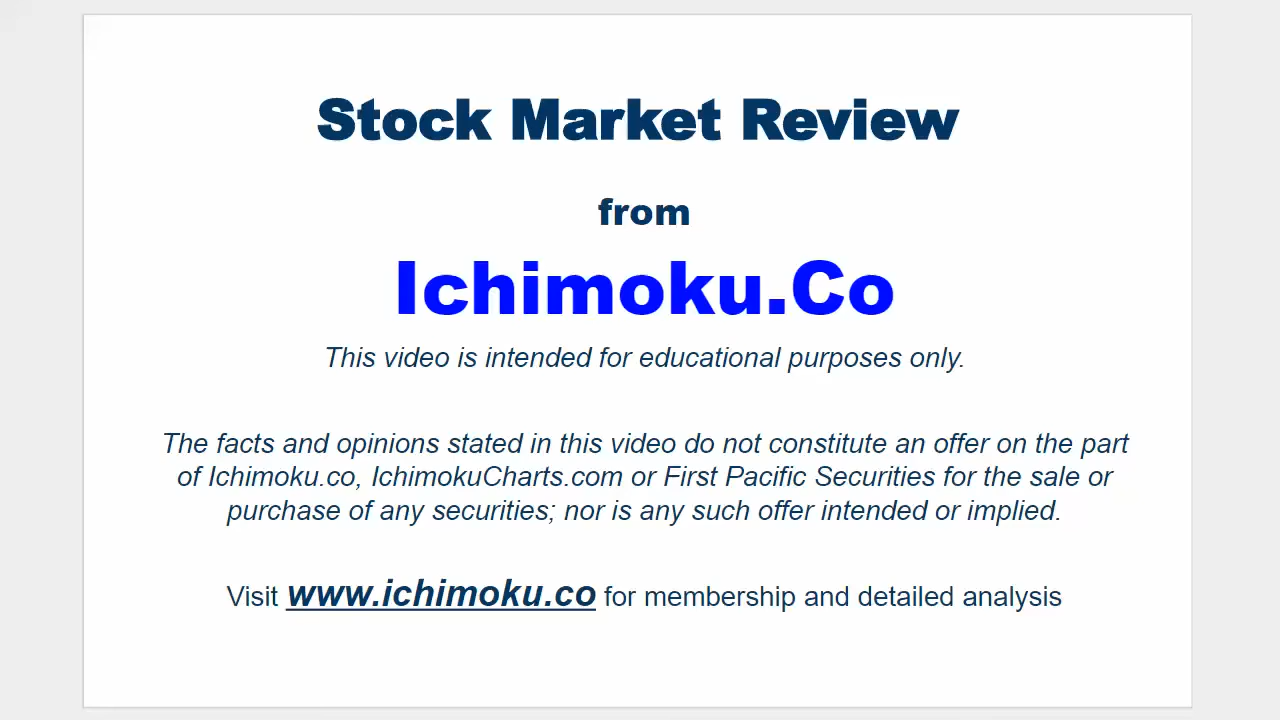 Stock Market Review
from
Ichimoku.Co
This video is intended for educational purposes only.
The facts and opinions stated in this video do not constitute an offer on the part
of Ichimoku.co, IchimokuCharts.com or First Pacific Securities for the sale or
purchase of any securities; nor is any such offer intended or implied.
Visit www.ichimoku.co for membership and detailed analysis